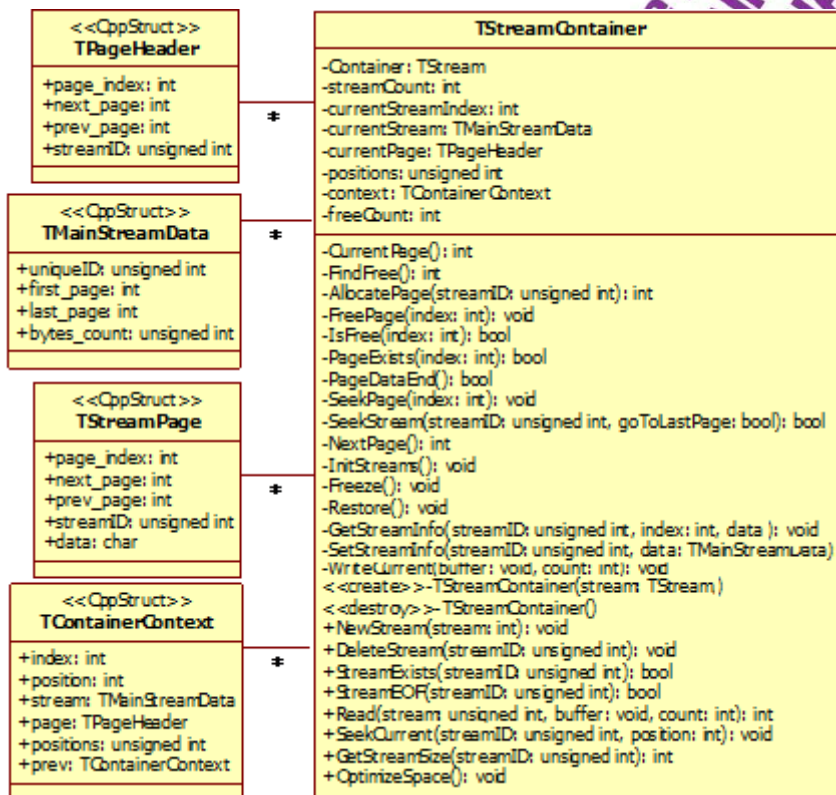 <<CppStruct>>
TPageHeader
+page_index: int
+next_page: int
+prev_page: int
+streamID: unsigned int
*
<<CppStruct>>
TMainStreamData
+uniqueID: unsigned int
+first_page: int
+last_page: int
+bytes_count: unsigned int
*
<<CppStruct>>
TStreamPage
+page_index: int
+next_page: int
+prev_page: int
+streamID: unsigned int
+data: char
*
<<CppStruct>>
TContainerContext
+index: int
+position: int
+stream: TMainStreamData
+page: TPageHeader
+positions: unsigned int
+prev: TContainerContext
*
TStreamContainer
-Container: TStream
-streamCount: int
-currentStreamIndex: int
-currentStream: TMainStreamData
-currentPage: TPageHeader
-positions: unsigned int
-context: TContainerContext
-freeCount: int
-CurrentPage(): int
-FindFree(): int
-AllocatePage(streamID: unsigned int): int
-FreePage(index: int): void
-IsFree(index: int): bool
-PageExists(index: int): bool
-PageDataEnd(): bool
-SeekPage(index: int): void
-SeekStream(streamID: unsigned int, goToLastPage: bool): bool
-NextPage(): int
-InitStreams(): void
-Freeze(): void
-Restore(): void
-GetStreamInfo(streamID: unsigned int, index: int, data ): void
-SetStreamInfo(streamID: unsigned int, data: TMainStreamData)
-WriteCurrent(buffer: void, count: int): void
<<create>>-TStreamContainer(stream: TStream,)
<<destroy>>-TStreamContainer()
+NewStream(stream: int): void
+DeleteStream(streamID: unsigned int): void
+StreamExists(streamID: unsigned int): bool
+StreamEOF(streamID: unsigned int): bool
+Read(stream: unsigned int, buffer: void, count: int): int
+SeekCurrent(streamID: unsigned int, position: int): void
+GetStreamSize(streamID: unsigned int): int
+OptimizeSpace(): void